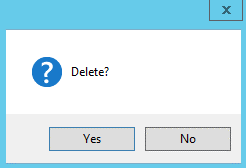 x
?
Delete?
Yes
No